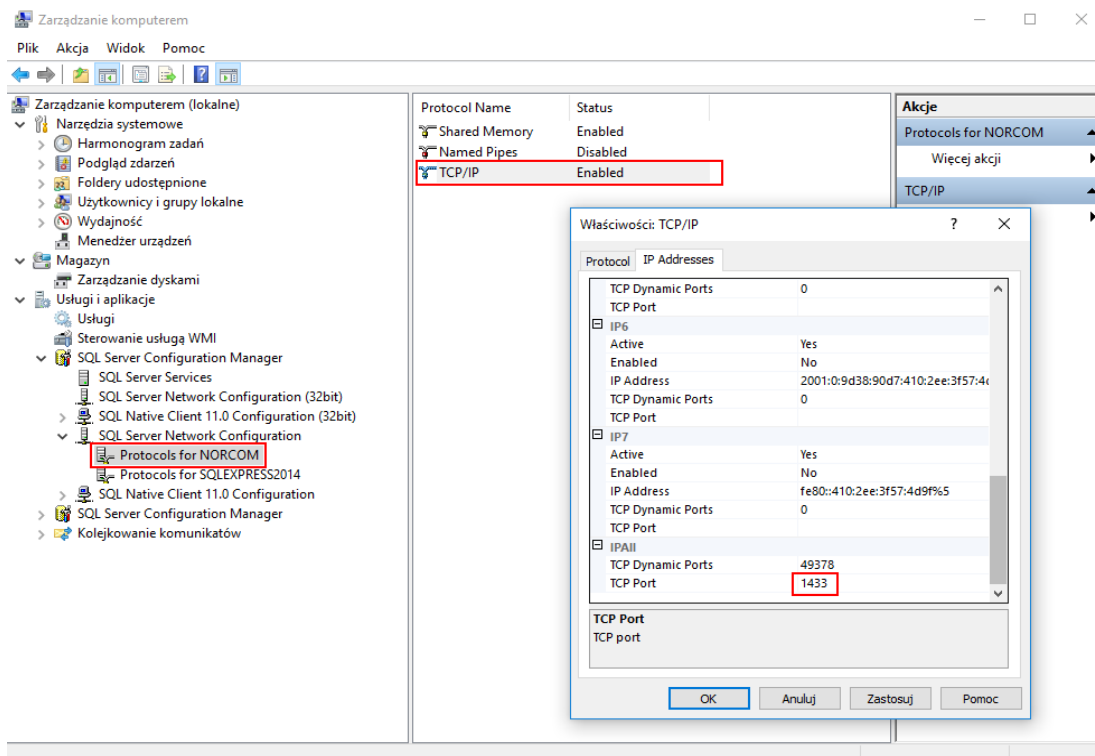 Zarządzanie komputerem
Plik Akcja Widok Pomoc
Zarządzanie komputerem (lokalne)
Narzędzia systemowe
Harmonogram zadań
Podgląd zdarzeń
Foldery udostępnione
Użytkownicy i grupy lokalne
Wydajność
Menedżer urządzeń
Magazyn
Zarządzanie dyskami
Usługi i aplikacje
Usługi
Sterowanie usługą WMI
SQL Server Configuration Manager
SQL Server Services
SQL Server Network Configuration (32bit)
SQL Native Client 11.0 Configuration (32bit)
SQL Server Network Configuration
Protocols for NORCOM
Protocols for SQLEXPRESS2014
SQL Native Client 11.0 Configuration
SQL Server Configuration Manager
Kolejkowanie komunikatów
Protocol Name Status
Shared Memory Enabled
Named Pipes Disabled
TCP/IP Enabled
Akcje
Protocols for NORCOM
Więcej akcji
TCP/IP
Właściwości: TCP/IP ?
Protocol IP Addresses
TCP Dynamic Ports 0
TCP Port
IP6
Active Yes
Enabled No
IP Address 2001:0:9d38:90d7:410:2ee:3f57:4
TCP Dynamic Ports 0
TCP Port
IP7
Active Yes
Enabled No
IP Address fe80::410:2ee:3f57:4d9f%5
TCP Dynamic Ports 0
TCP Port
IPAll
TCP Dynamic Ports 49378
TCP Port 1433
TCP Port
TCP port
OK Anuluj Zastosuj Pomoc